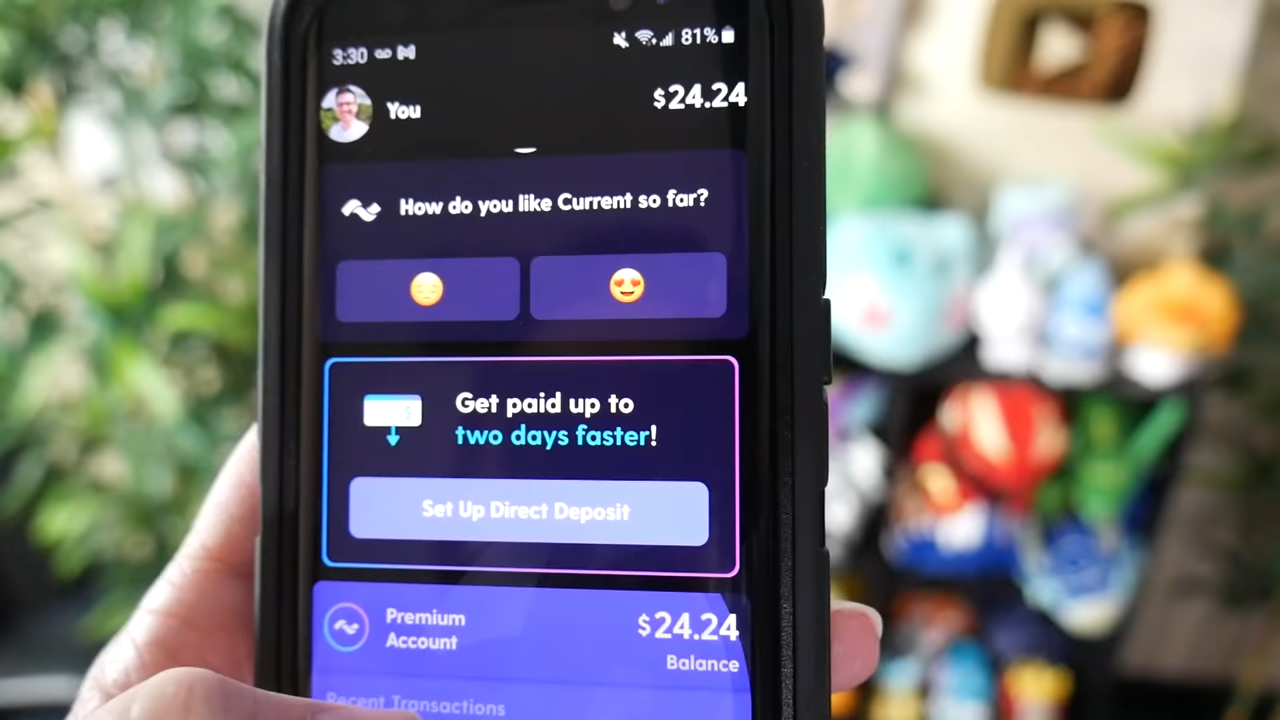 3:30
81%
You
$24.24
How do you like Current so far?
Get paid up to
two days faster!
Set Up Direct Deposit
Premium
Account
$24.24
Balance
Recent Transactions